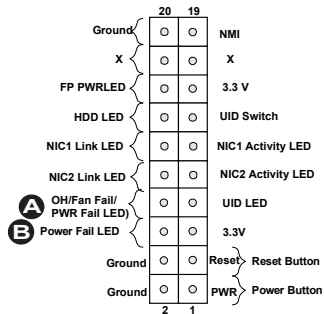 20 19
Ground NMI
X X
FP PWRLED 3.3 V
HDD LED UID Switch
NIC1 Link LED NIC1 Activity LED
NIC2 Link LED NIC2 Activity LED
A OH/Fan Fail/
PWR Fail LED) UID LED
B Power Fail LED 3.3V
Ground Reset Reset Button
Ground PWR Power Button
2 1